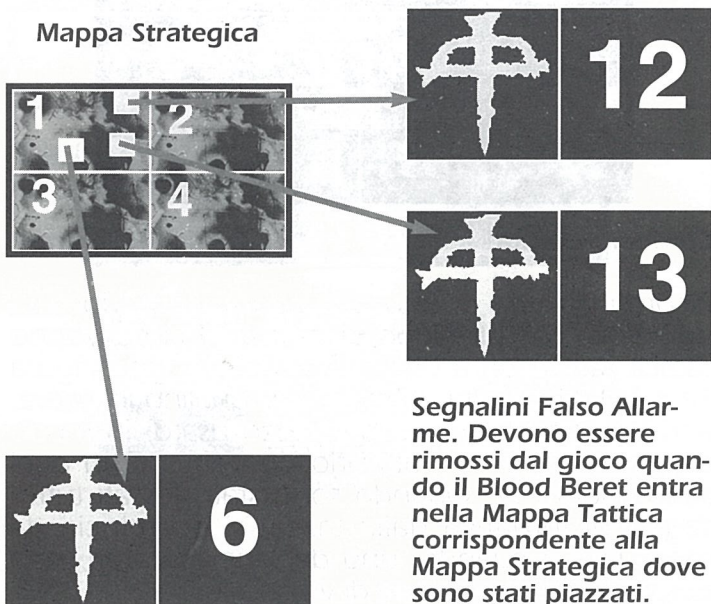 Mappa Strategica
1
2
3
4
12
13
6
Segnalini Falso Allar-
me. Devono essere
rimossi dal gioco quan-
do il Blood Beret entra
nella Mappa Tattica
corrispondente alla
Mappa Strategica dove
sono stati piazzati.